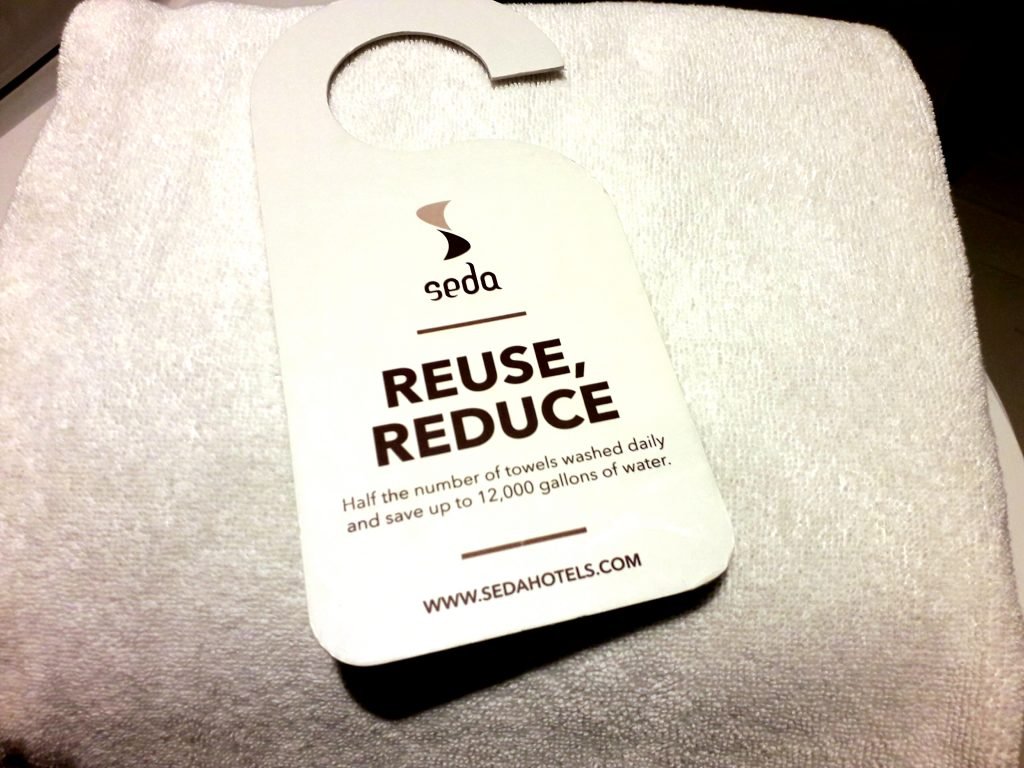 seda
REUSE,
REDUCE
Half the number of towels washed daily
and save up to 12,000 gallons of water.
WWW.SEDAHOTELS.COM